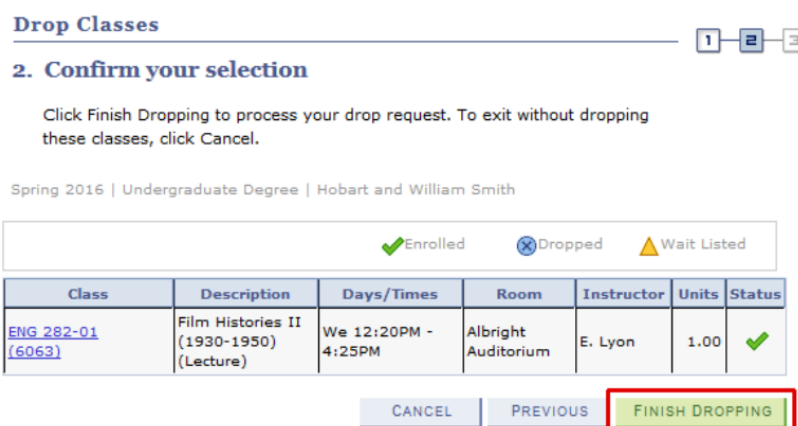 Drop Classes
1 2 3
2. Confirm your selection
Click Finish Dropping to process your drop request. To exit without dropping
these classes, click Cancel.
Spring 2016 | Undergraduate Degree | Hobart and William Smith
Enrolled Dropped Wait Listed
Class Description Days/Times Room Instructor Units Status
ENG 282-01
(6063)
Film Histories II
(1930-1950)
(Lecture)
We 12:20PM -
4:25PM
Albright
Auditorium
E. Lyon
1.00
CANCEL PREVIOUS FINISH DROPPING